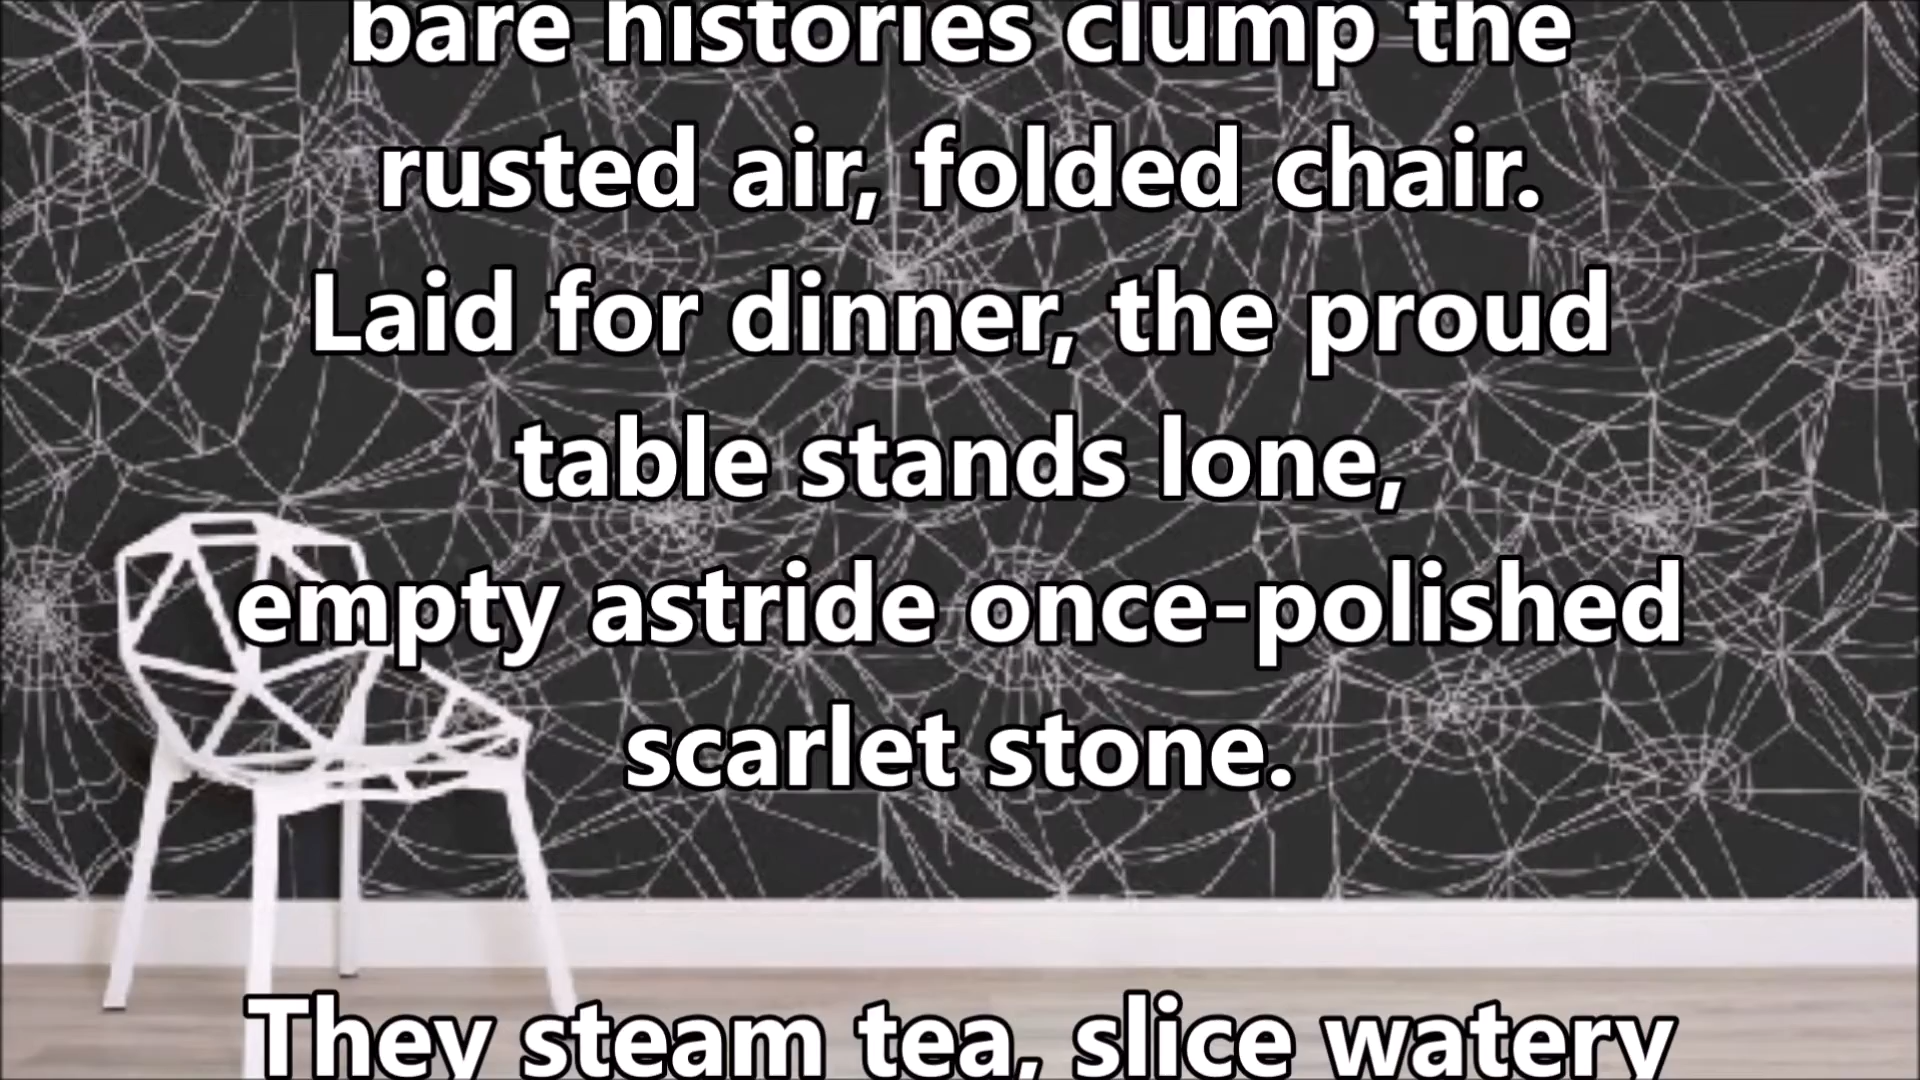 bare histories clump the
rusted air, folded chair.
Laid for dinner, the proud
table stands lone,
empty astride once-polished
scarlet stone.
They steam tea, slice watery